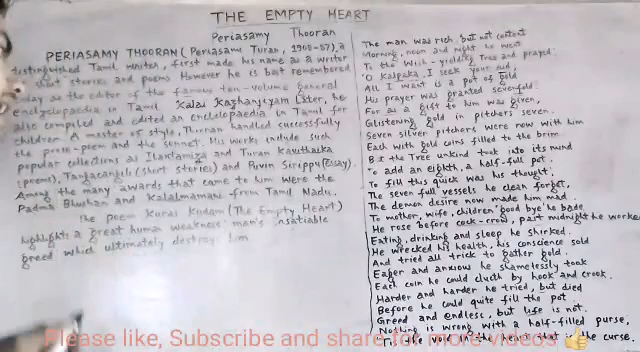 THE EMPTY HEART
Periasamy Thooran
PERIASAMY THOORAN (Periasami Turan, 1908-87), a
distinguished Tamil writer, first made his name as a writer
short stories and poems However he is best remembered
today as the editor of the famous ten-volume general
encyclopaedia in Tamil Kalai Kazhanjiyam Later, he
also compiled and edited an encyclopaedia in Tamil for
children. A master of style, Thooran handled successfully
the prose-poem and the sonnet. His works include such
popular collections as Ilantamiza and Turan Kavithaika
(poems), Tangacangili (short stories) and Puvin Sirippu (Essay).
Among the many awards that came to him were the
Padma Bhushan and Kalaimamani from Tamil Nadu.
The poem Kurai Kudam (The Empty Heart)
highlights a great human weakness: man's insatiable
greed which ultimately destroy him
The man was rich, but not content
Morning, noon and night he went
To the Wish-yielding Tree and prayed:
'O Kalpaka, I seek your aid,
All I want is a pot of gold
His prayer was granted sevenfold
For as a gift to him was given,
Glistening gold in pitchers seven.
Seven silver pitchers were now with him
Each with gold coins filled to the brim
But the Tree unkind took into its mind
To add an eighth, a half-full pot.
To fill this quick was his thought;
The seven full vessels he clean forgot,
The demon desire now made him mad.
To mother, wife, children 'good bye' he bade
He rose before cock-crow, past midnight he worked
Eating, drinking and sleep he shirked.
He wrecked his health, his conscience sold
And tried all trick to gather gold.
Eager and anxious he shamelessly took
Each coin he could clutch by hook and crook.
Harder and harder he tried, but died
Before he could quite fill the pot.
Greed and endless, but life is not.
Nothing is wrong with a half-filled purse,
Tis the void in the heart that is the curse.
Please like, Subscribe and share for more videos 👍